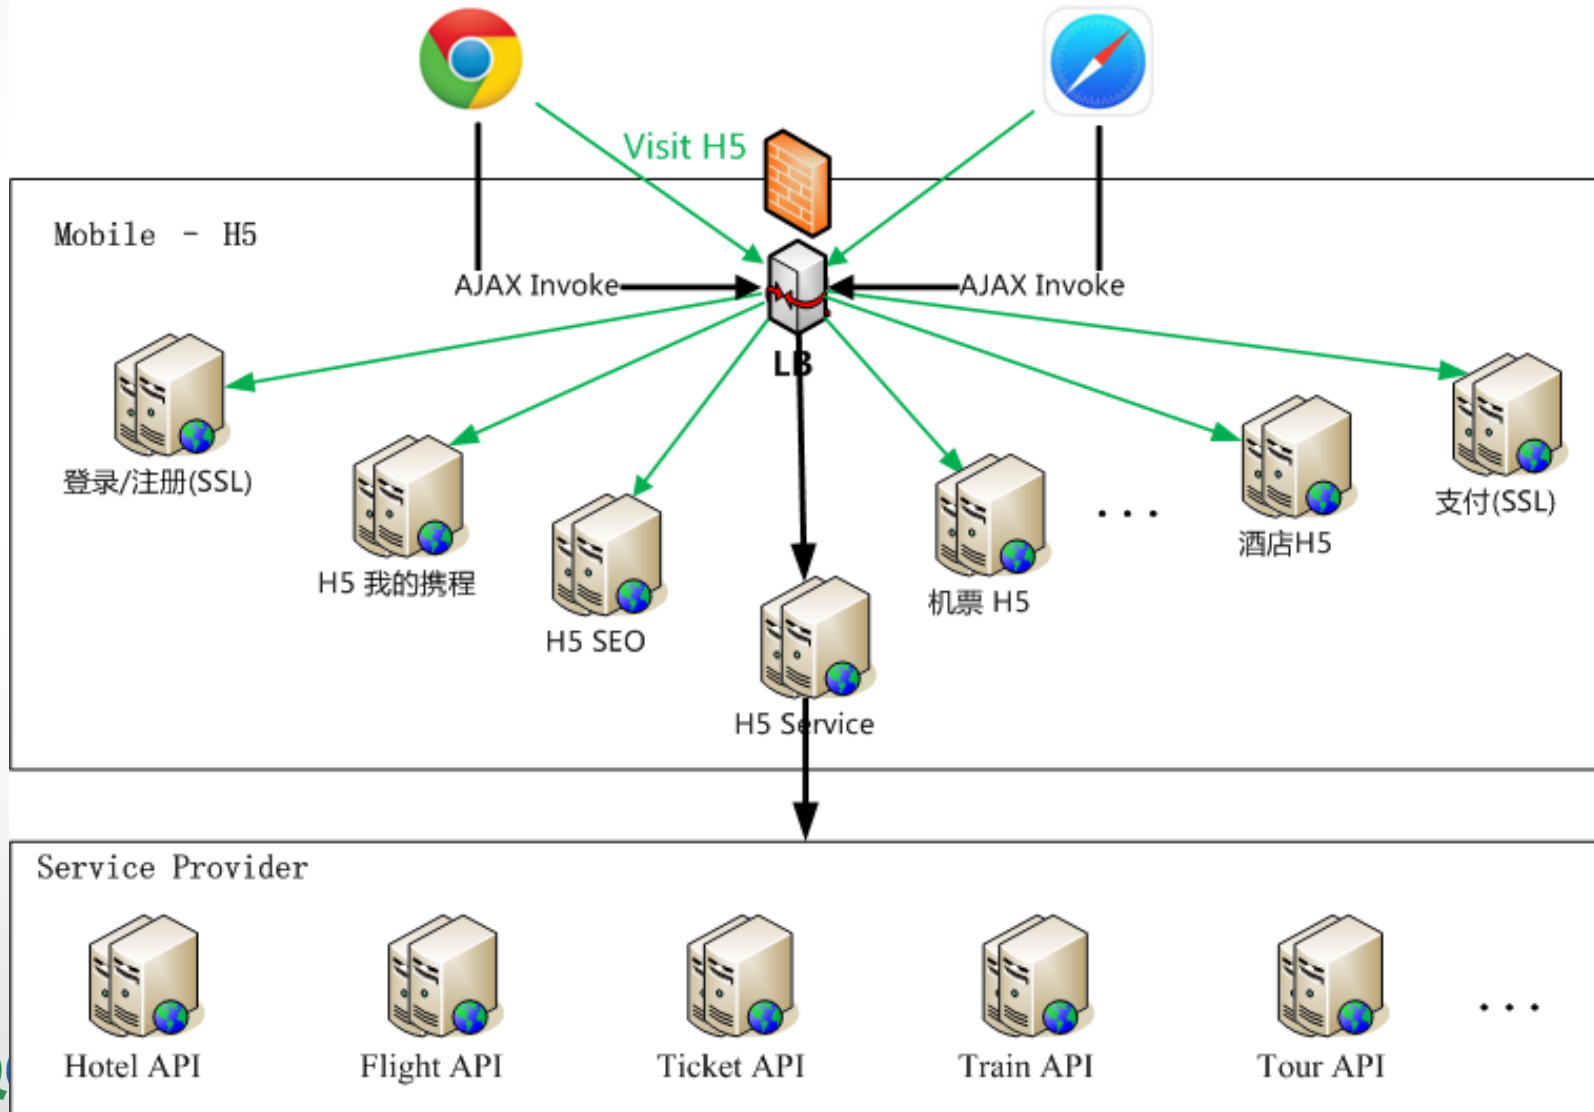 Visit H5
Mobile - H5
AJAX Invoke
AJAX Invoke
LB
登录/注册(SSL)
H5 我的携程
H5 SEO
H5 Service
机票 H5
...
酒店H5
支付(SSL)
Service Provider
Hotel API
Flight API
Ticket API
Train API
Tour API
...